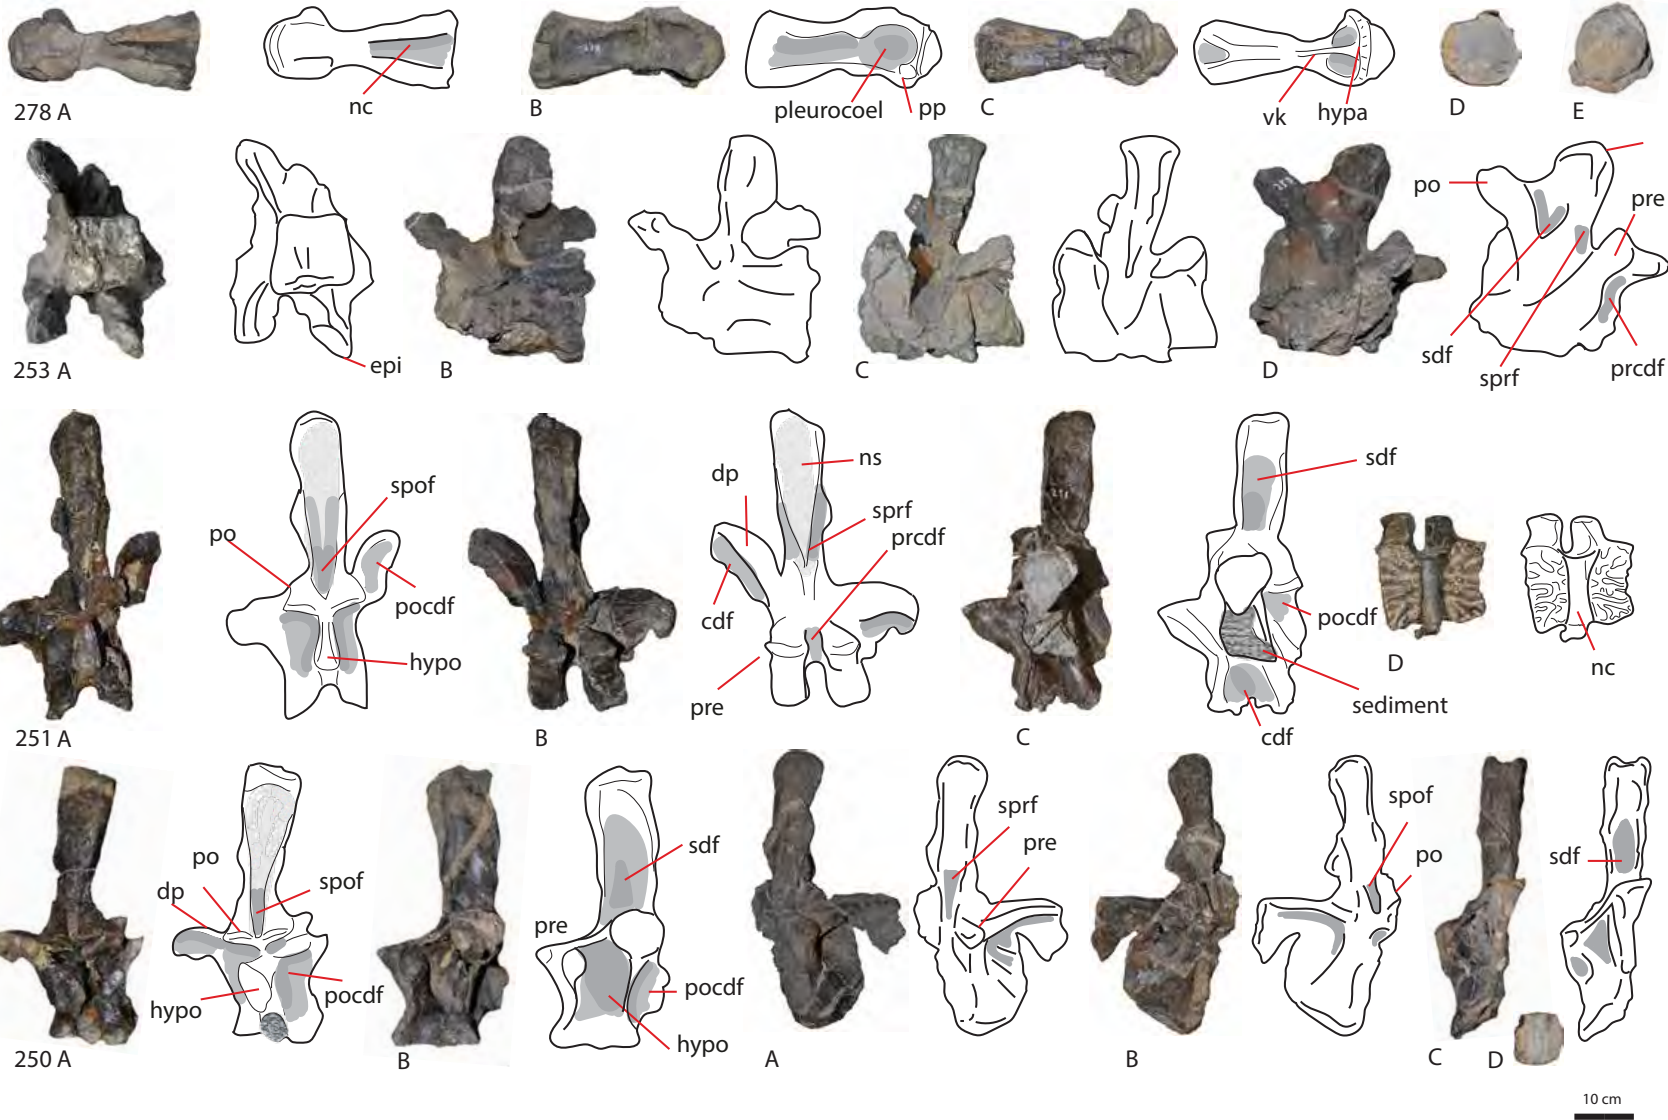 278 A
nc
B
pleurocoel
pp
C
vk
hypa
D
E
253 A
epi
B
C
D
po
pre
sdf
sprf
prcdf
251 A
po
spof
pocdf
hypo
B
dp
cdf
pre
ns
sprf
prcdf
C
sdf
pocdf
sediment
cdf
D
nc
250 A
po
dp
hypo
spof
pocdf
B
pre
sdf
pocdf
hypo
A
sprf
pre
B
spof
po
C
D
sdf
10 cm